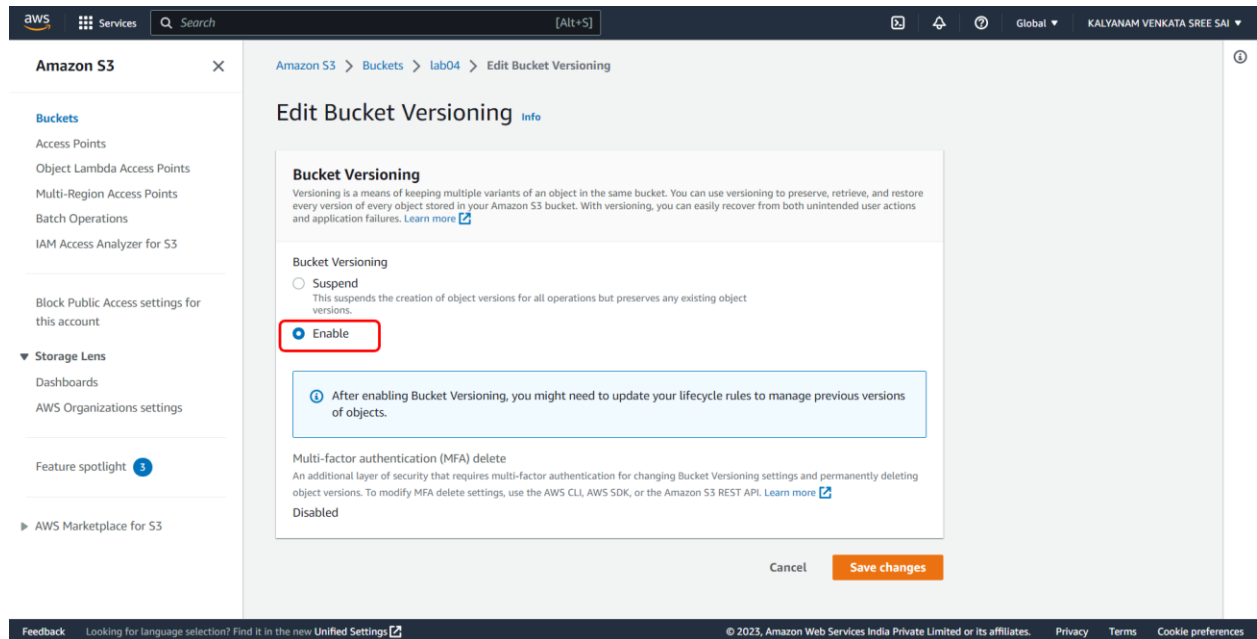 aws
Services
Search
[Alt+S]
Global
KALYANAM VENKATA SREE SAI
Amazon S3
Buckets
Access Points
Object Lambda Access Points
Multi-Region Access Points
Batch Operations
IAM Access Analyzer for S3
Block Public Access settings for
this account
Storage Lens
Dashboards
AWS Organizations settings
Feature spotlight 3
AWS Marketplace for S3
Amazon S3 > Buckets > lab04 > Edit Bucket Versioning
Edit Bucket Versioning Info
Bucket Versioning
Versioning is a means of keeping multiple variants of an object in the same bucket. You can use versioning to preserve, retrieve, and restore
every version of every object stored in your Amazon S3 bucket. With versioning, you can easily recover from both unintended user actions
and application failures. Learn more
Bucket Versioning
Suspend
This suspends the creation of object versions for all operations but preserves any existing object
versions.
Enable
After enabling Bucket Versioning, you might need to update your lifecycle rules to manage previous versions
of objects.
Multi-factor authentication (MFA) delete
An additional layer of security that requires multi-factor authentication for changing Bucket Versioning settings and permanently deleting
object versions. To modify MFA delete settings, use the AWS CLI, AWS SDK, or the Amazon S3 REST API. Learn more
Disabled
Cancel
Save changes
Feedback Looking for language selection? Find it in the new Unified Settings
© 2023, Amazon Web Services India Private Limited or its affiliates. Privacy Terms Cookie preferences